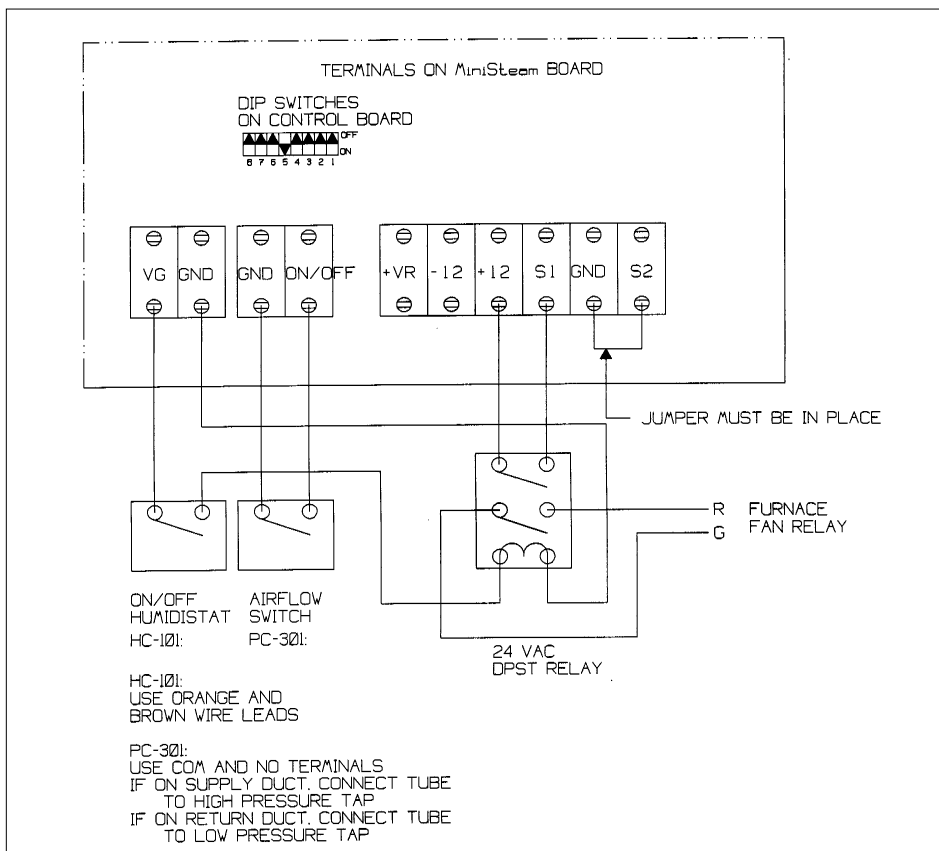 TERMINALS ON MiniSteam BOARD
DIP SWITCHES
ON CONTROL BOARD
OFF
ON
8 7 6 5 4 3 2 1
VG GND GND ON/OFF +VR -12 +12 S1 GND S2
JUMPER MUST BE IN PLACE
R FURNACE
G FAN RELAY
ON/OFF
HUMIDISTAT
HC-101:
AIRFLOW
SWITCH
PC-301:
24 VAC
DPST RELAY
HC-101:
USE ORANGE AND
BROWN WIRE LEADS
PC-301:
USE COM AND NO TERMINALS
IF ON SUPPLY DUCT, CONNECT TUBE
TO HIGH PRESSURE TAP
IF ON RETURN DUCT, CONNECT TUBE
TO LOW PRESSURE TAP